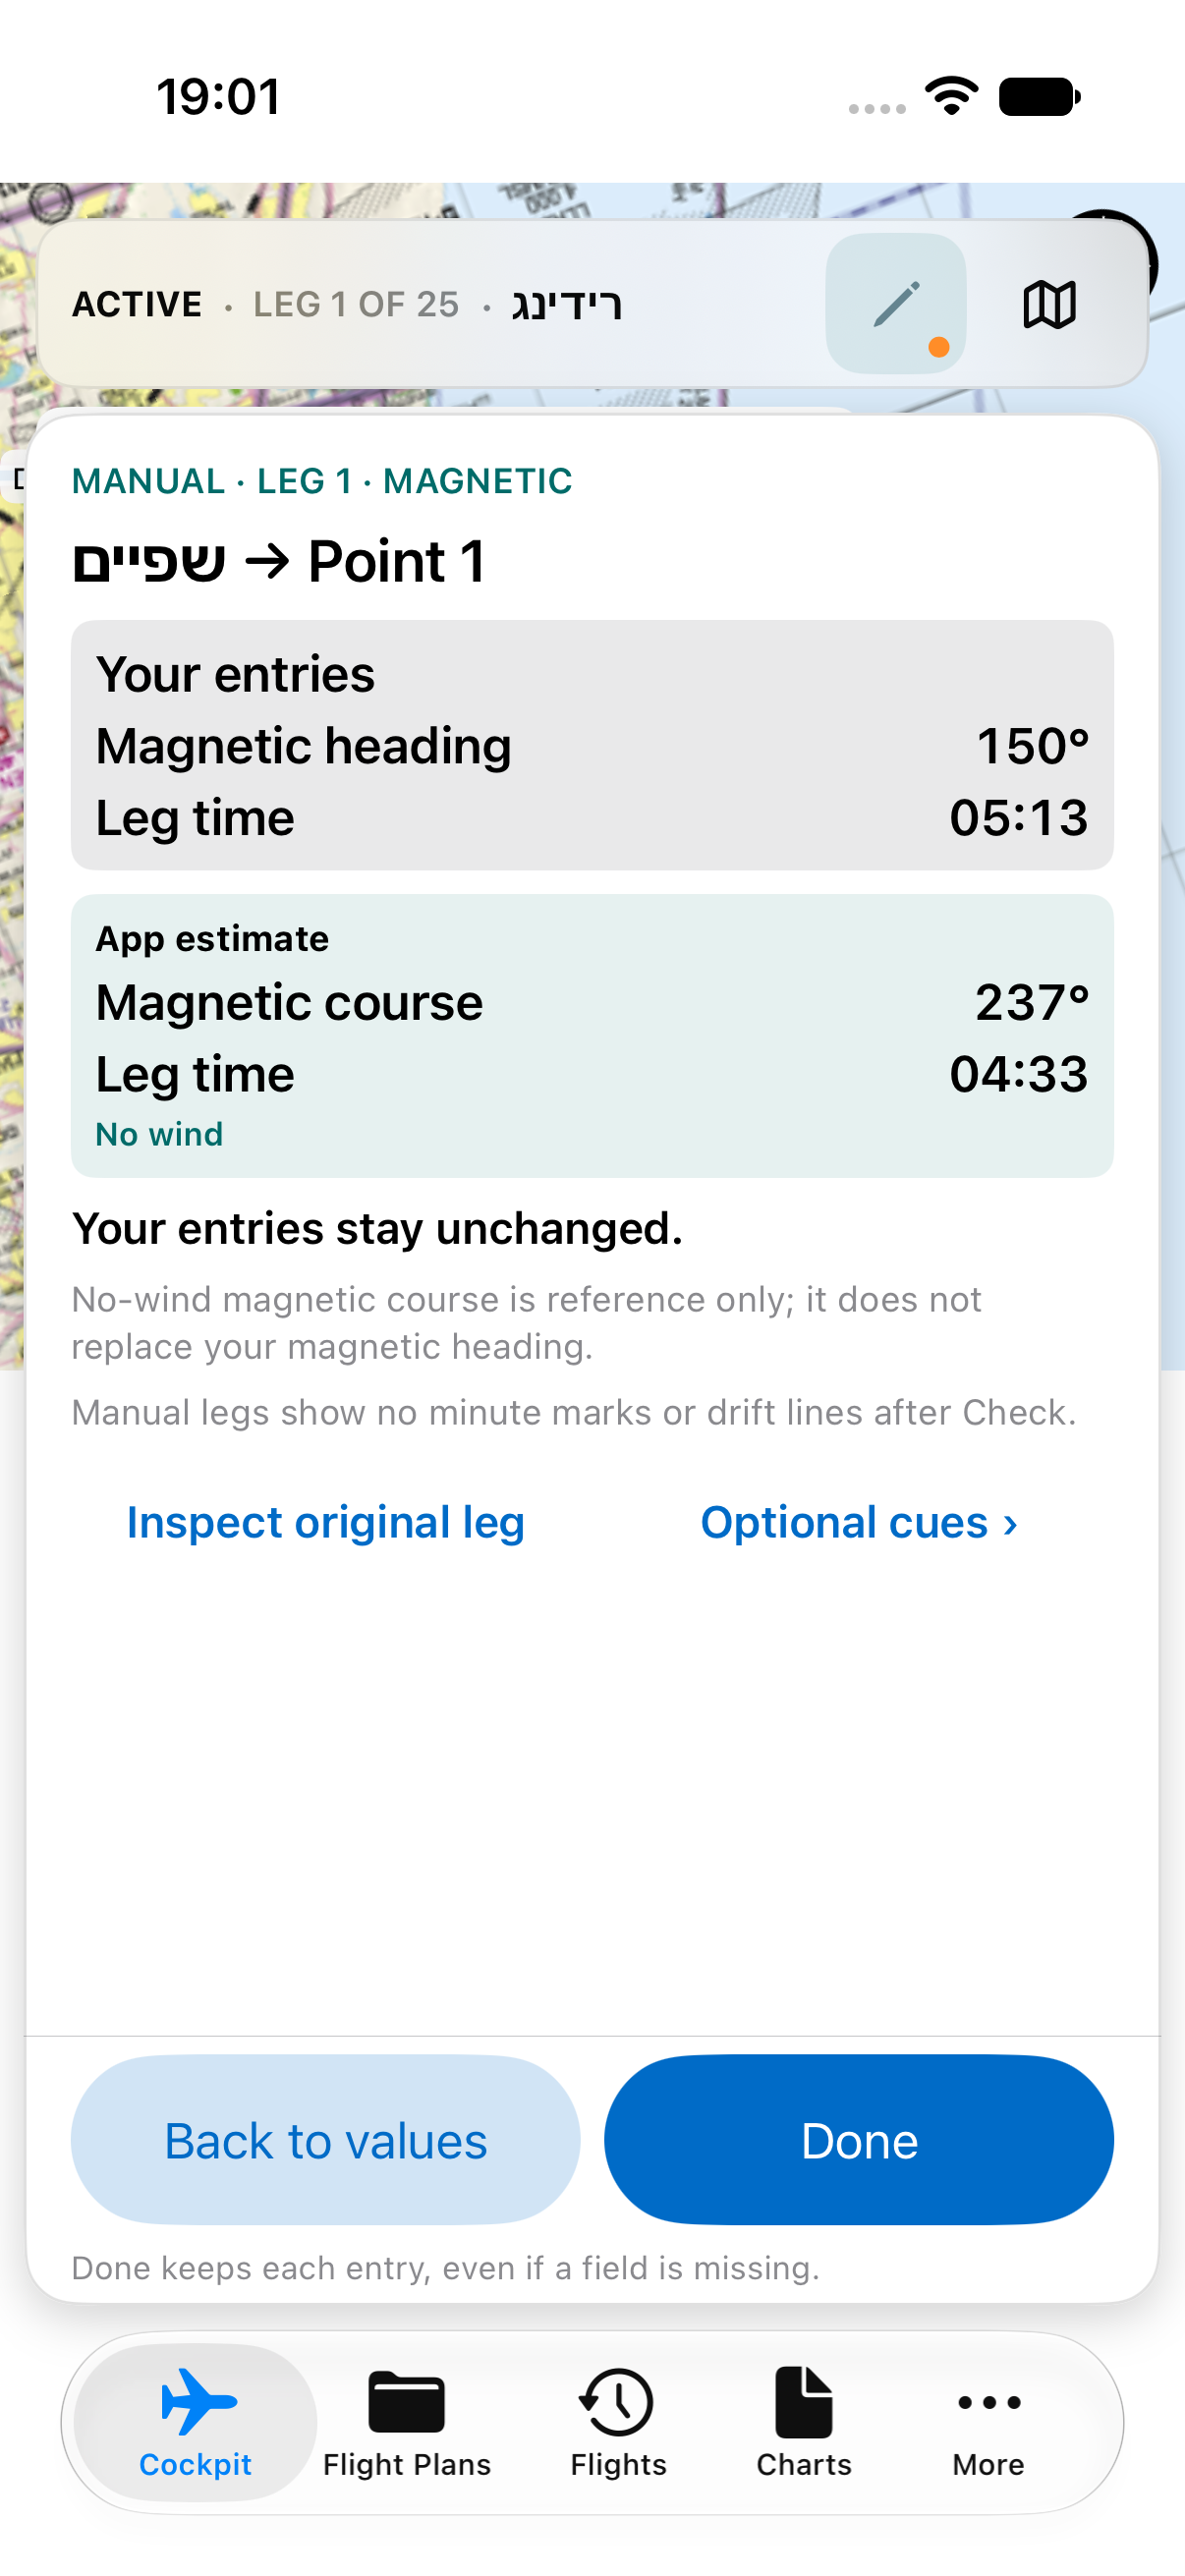 19:01
ACTIVE · LEG 1 OF 25 · רידינג
MANUAL · LEG 1 · MAGNETIC
שפיים → Point 1
Your entries
Magnetic heading 150°
Leg time 05:13
App estimate
Magnetic course 237°
Leg time 04:33
No wind
Your entries stay unchanged.
No-wind magnetic course is reference only; it does not
replace your magnetic heading.
Manual legs show no minute marks or drift lines after Check.
Inspect original leg Optional cues ›
Back to values Done
Done keeps each entry, even if a field is missing.
Cockpit Flight Plans Flights Charts More